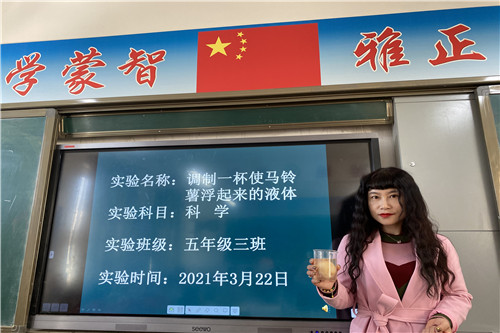 学蒙智 雅正
实验名称：调制一杯使马铃
薯浮起来的液体
实验科目：科 学
实验班级：五年级三班
实验时间：2021年3月22日
seewo